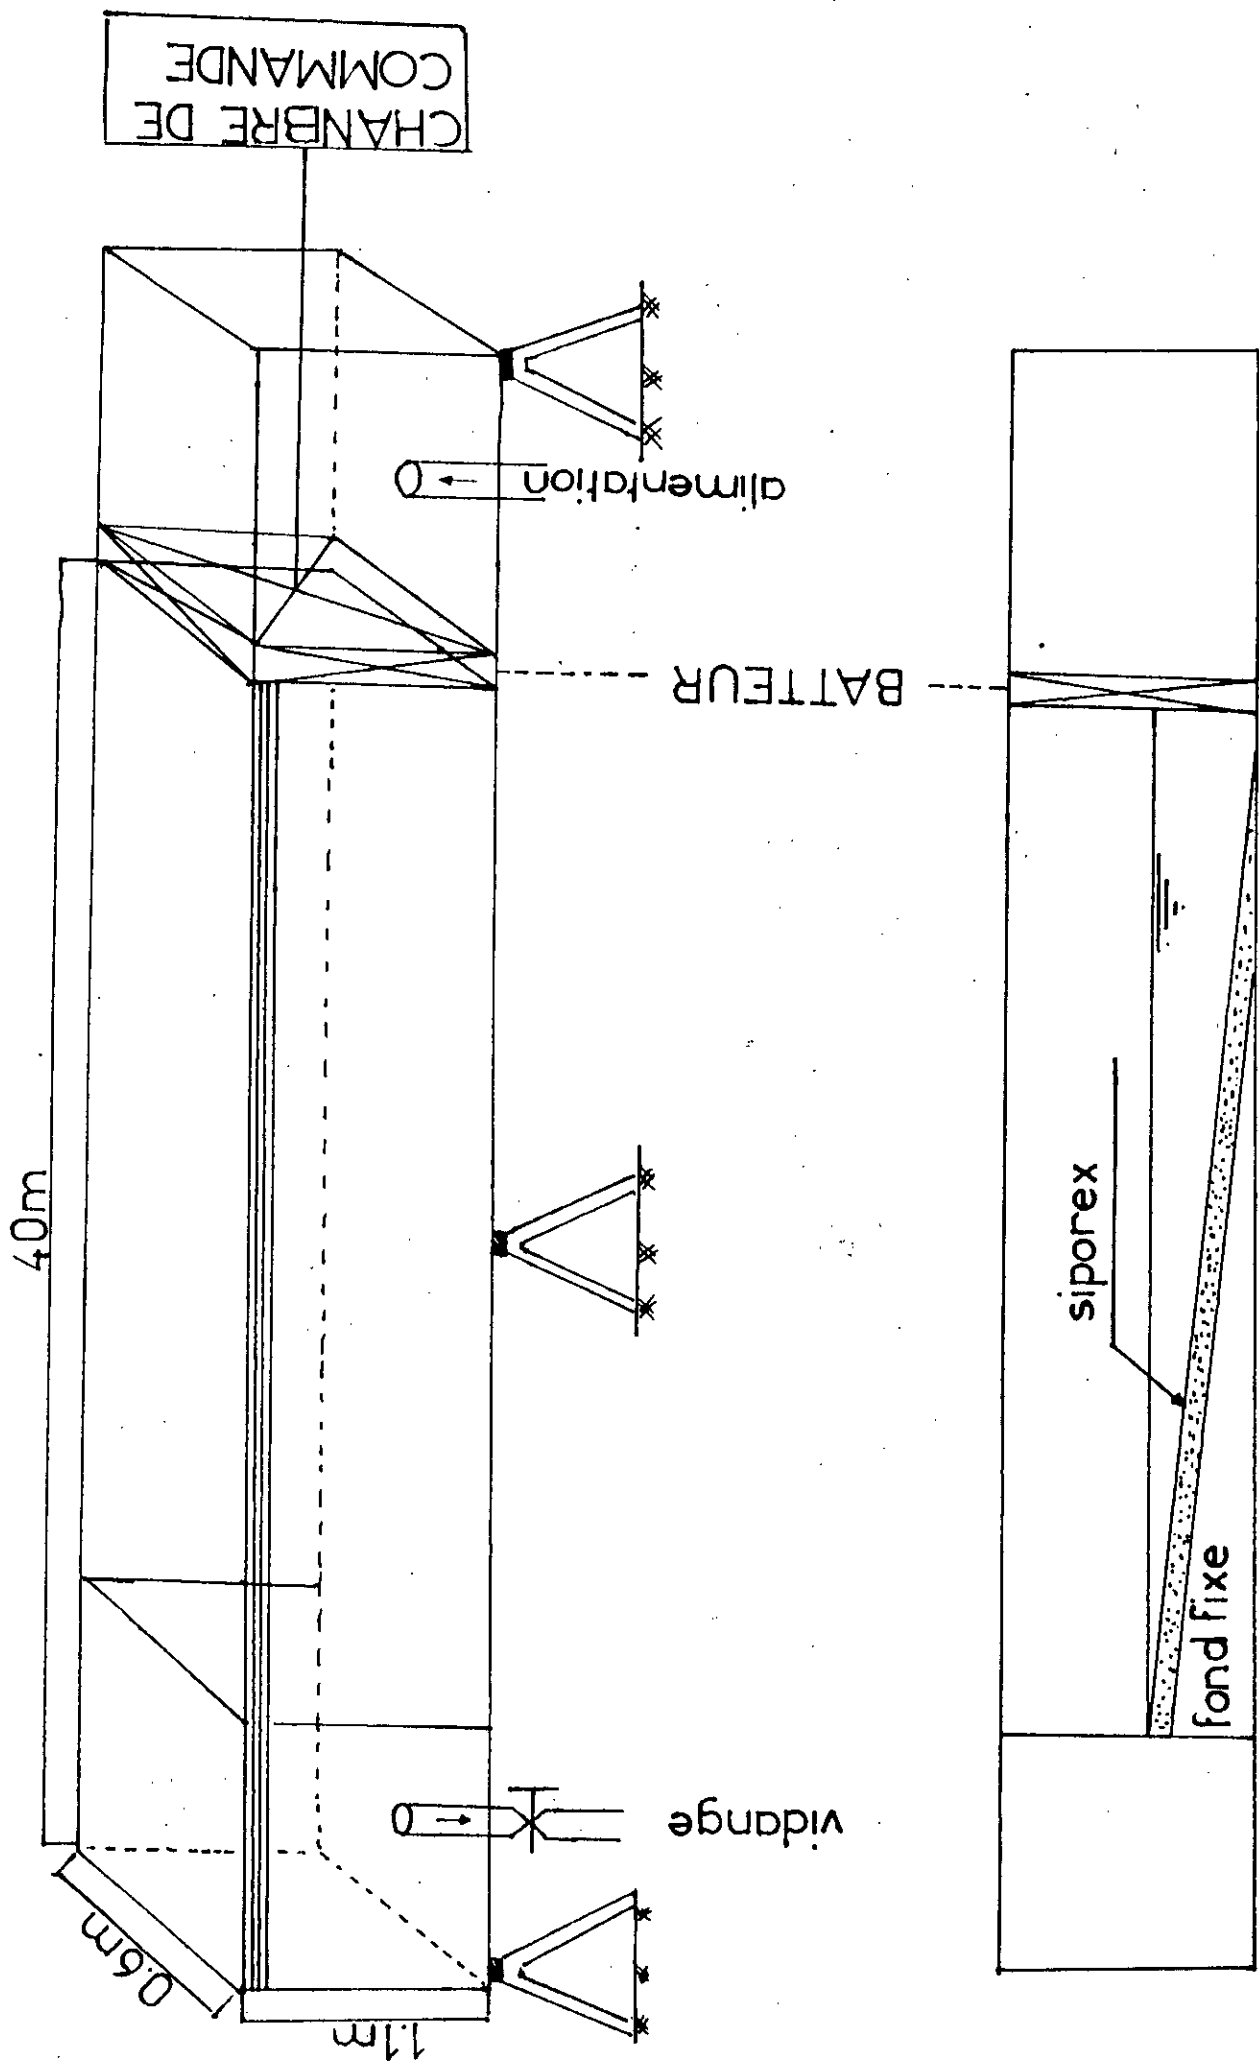 CHANBRE DE
COMMANDE
40m
0.6m
1.1m
alimentation
BATTEUR
vidange
siporex
fond fixe